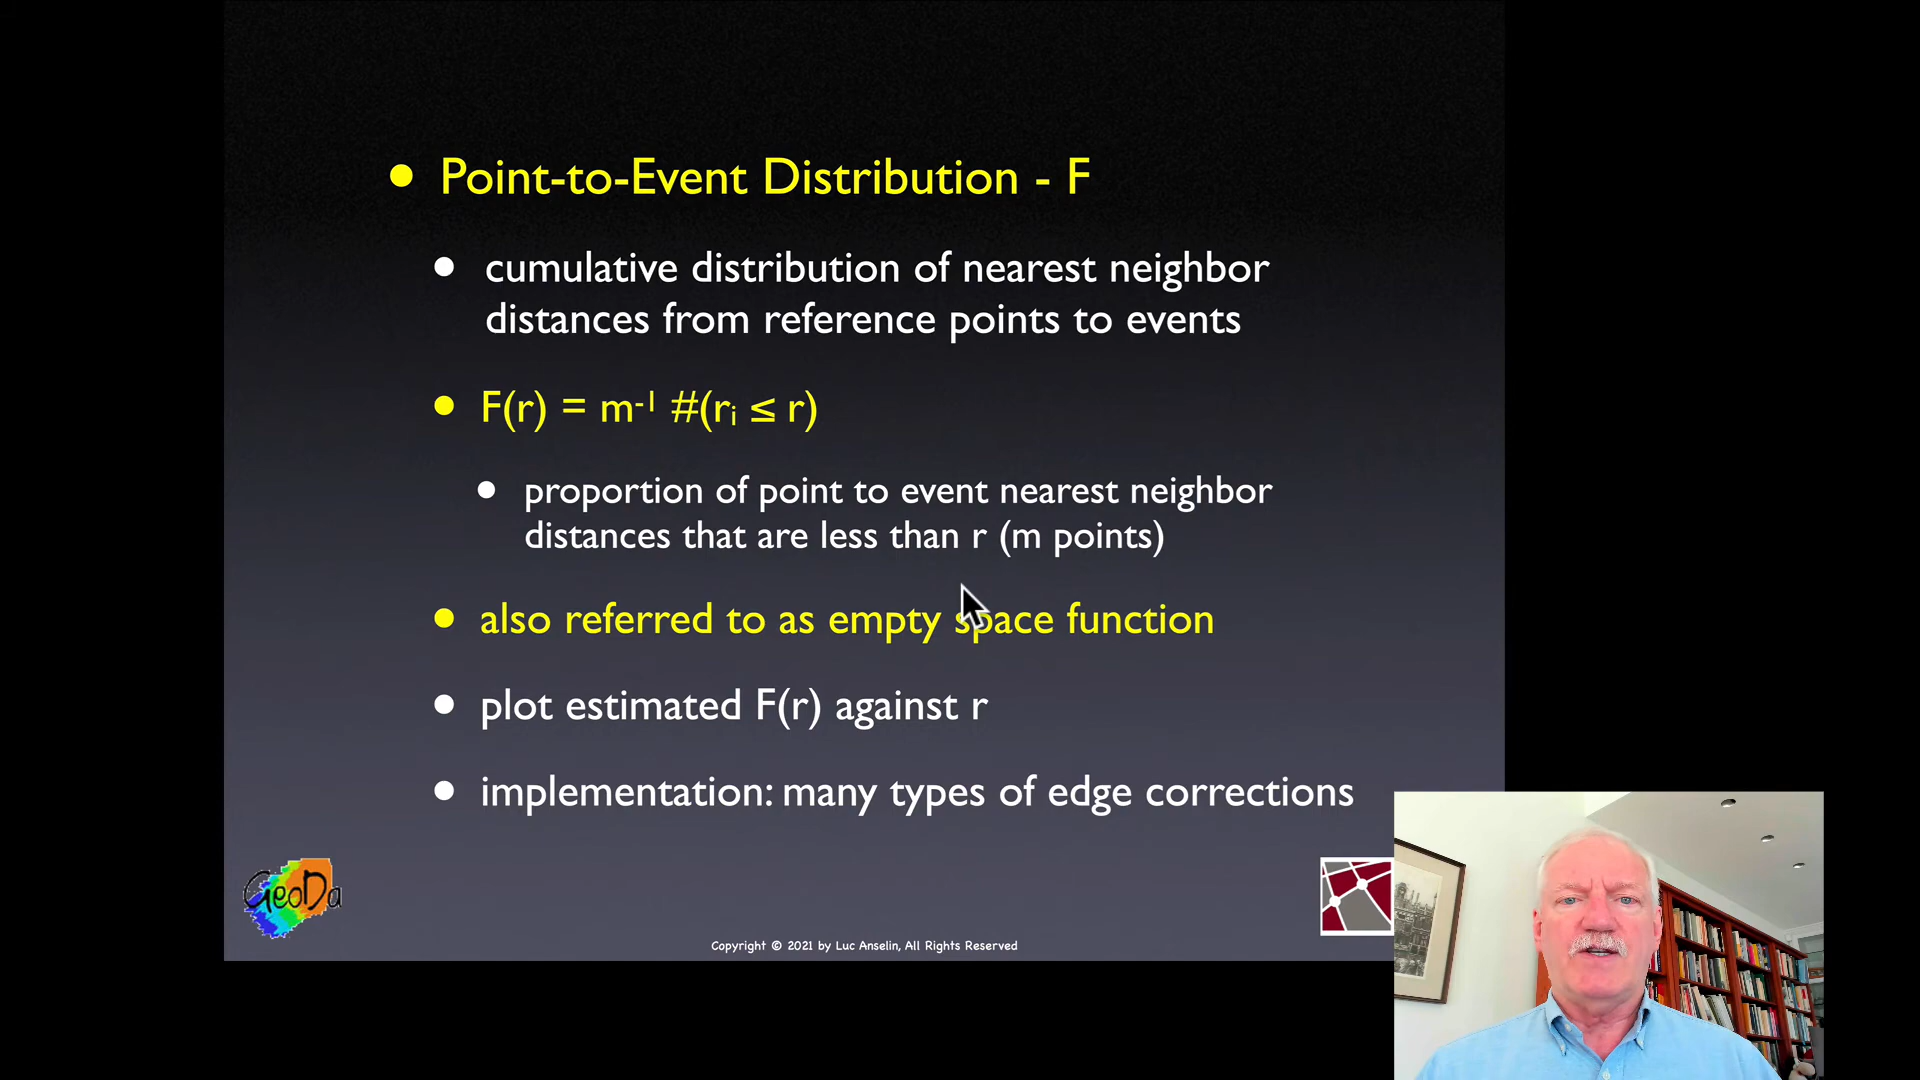 Point-to-Event Distribution - F
cumulative distribution of nearest neighbor
distances from reference points to events
F(r) = m⁻¹ #(rᵢ ≤ r)
proportion of point to event nearest neighbor
distances that are less than r (m points)
also referred to as empty space function
plot estimated F(r) against r
implementation: many types of edge corrections
GeoDa
Copyright © 2021 by Luc Anselin, All Rights Reserved